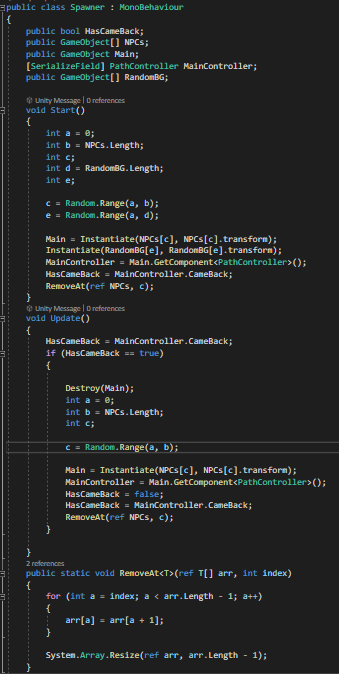 public class Spawner : MonoBehaviour
{
public bool HasCameBack;
public GameObject[] NPCs;
public GameObject Main;
[SerializeField] PathController MainController;
public GameObject[] RandomBG;
Unity Message | 0 references
void Start()
{
int a = 0;
int b = NPCs.Length;
int c;
int d = RandomBG.Length;
int e;
c = Random.Range(a, b);
e = Random.Range(a, d);
Main = Instantiate(NPCs[c], NPCs[c].transform);
Instantiate(RandomBG[e], RandomBG[e].transform);
MainController = Main.GetComponent<PathController>();
HasCameBack = MainController.CameBack;
RemoveAt(ref NPCs, c);
}
Unity Message | 0 references
void Update()
{
HasCameBack = MainController.CameBack;
if (HasCameBack == true)
{
Destroy(Main);
int a = 0;
int b = NPCs.Length;
int c;
c = Random.Range(a, b);
Main = Instantiate(NPCs[c], NPCs[c].transform);
MainController = Main.GetComponent<PathController>();
HasCameBack = false;
HasCameBack = MainController.CameBack;
RemoveAt(ref NPCs, c);
}
}
2 references
public static void RemoveAt<T>(ref T[] arr, int index)
{
for (int a = index; a < arr.Length - 1; a++)
{
arr[a] = arr[a + 1];
}
System.Array.Resize(ref arr, arr.Length - 1);
}